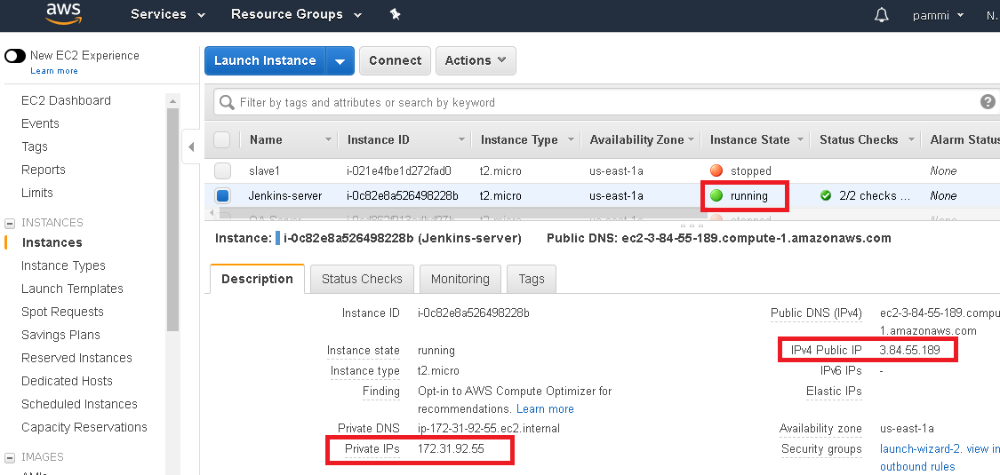 aws Services Resource Groups pammi N.
New EC2 Experience
Learn more
Launch Instance Connect Actions
Filter by tags and attributes or search by keyword
EC2 Dashboard
Events
Tags
Reports
Limits
INSTANCES
Instances
Instance Types
Launch Templates
Spot Requests
Savings Plans
Reserved Instances
Dedicated Hosts
Scheduled Instances
Capacity Reservations
IMAGES
AMIs
Name Instance ID Instance Type Availability Zone Instance State Status Checks Alarm Status
slave1 i-021e4fbe1d272fad0 t2.micro us-east-1a stopped None
Jenkins-server i-0c82e8a526498228b t2.micro us-east-1a running 2/2 checks ... None
Instance: i-0c82e8a526498228b (Jenkins-server) Public DNS: ec2-3-84-55-189.compute-1.amazonaws.com
Description Status Checks Monitoring Tags
Instance ID i-0c82e8a526498228b Public DNS (IPv4) ec2-3-84-55-189.compu
1.amazonaws.com
Instance state running IPv4 Public IP 3.84.55.189
Instance type t2.micro IPv6 IPs -
Finding Opt-in to AWS Compute Optimizer for Elastic IPs
recommendations. Learn more
Private DNS ip-172-31-92-55.ec2.internal Availability zone us-east-1a
Private IPs 172.31.92.55 Security groups launch-wizard-2. view in
outbound rules